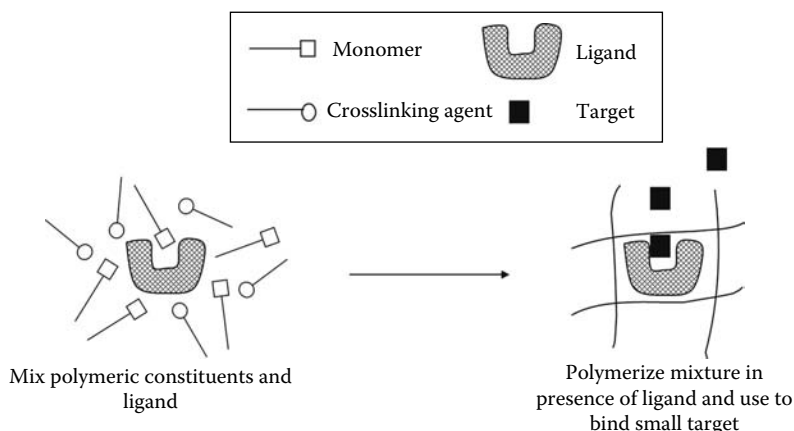 Monomer
Ligand
Crosslinking agent
Target
Mix polymeric constituents and
ligand
Polymerize mixture in
presence of ligand and use to
bind small target